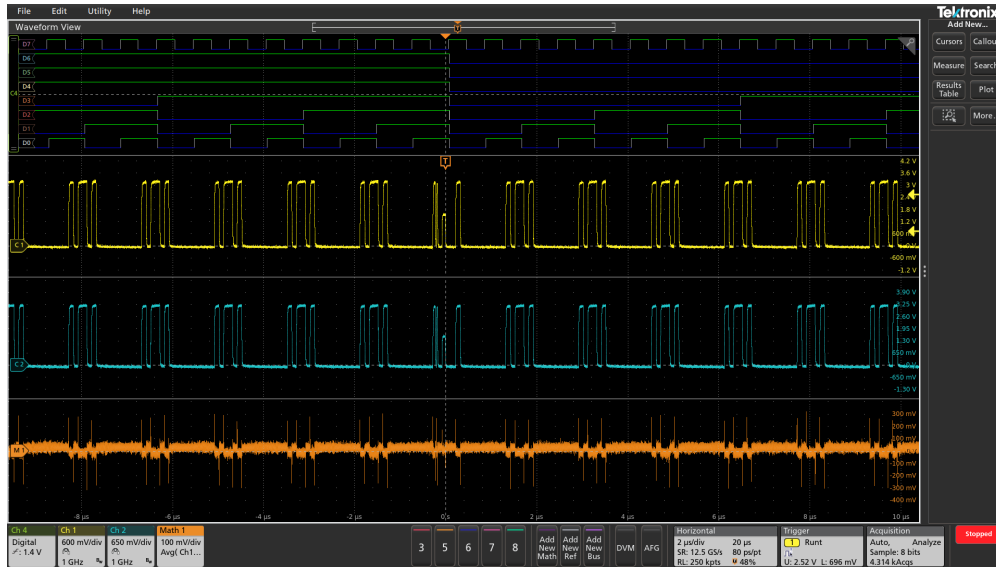 File Edit Utility Help
Tektronix
Waveform View
Add New...
D7
D6
D5
D4
D3
D2
D1
D0
C4
Cursors
Measure Search
Results Table Plot
More...
T
T
4.2 V
3.6 V
3 V
1.8 V
1.2 V
-600 mV
-1.2 V
C 1
3.90 V
3.25 V
2.60 V
1.95 V
1.30 V
650 mV
-650 mV
-1.30 V
C 2
300 mV
200 mV
100 mV
-100 mV
-200 mV
-300 mV
-400 mV
M 1
-8 µs -6 µs -4 µs -2 µs 0 s 2 µs 4 µs 6 µs 8 µs 10 µs
Ch 4
Digital
: 1.4 V
Ch 1
600 mV/div
1 GHz
Ch 2
650 mV/div
1 GHz
Math 1
100 mV/div
Avg( Ch1...
3 5 6 7 8
Add New Math
Add New Ref
Add New Bus
DVM AFG
Horizontal
2 µs/div 20 µs
SR: 12.5 GS/s 80 ps/pt
RL: 250 kpts 48%
Trigger
1 Runt
U: 2.52 V L: 696 mV
Acquisition
Auto, Analyze
Sample: 8 bits
4.314 kAcqs
Stopped